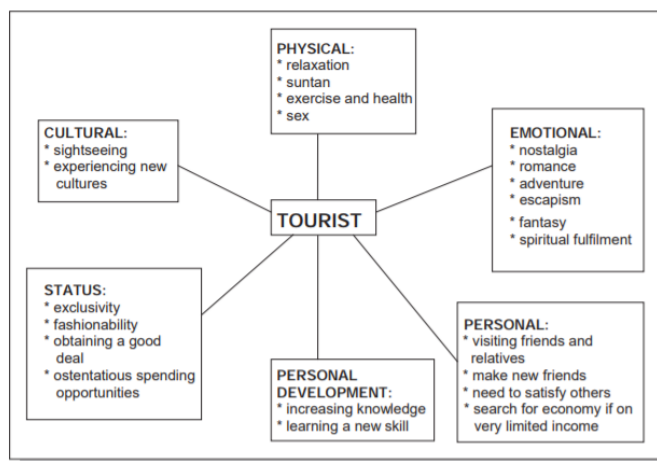 PHYSICAL:
* relaxation
* suntan
* exercise and health
* sex
CULTURAL:
* sightseeing
* experiencing new
cultures
EMOTIONAL:
* nostalgia
* romance
* adventure
* escapism
* fantasy
* spiritual fulfilment
TOURIST
STATUS:
* exclusivity
* fashionability
* obtaining a good
deal
* ostentatious spending
opportunities
PERSONAL
DEVELOPMENT:
* increasing knowledge
* learning a new skill
PERSONAL:
* visiting friends and
relatives
* make new friends
* need to satisfy others
* search for economy if on
very limited income